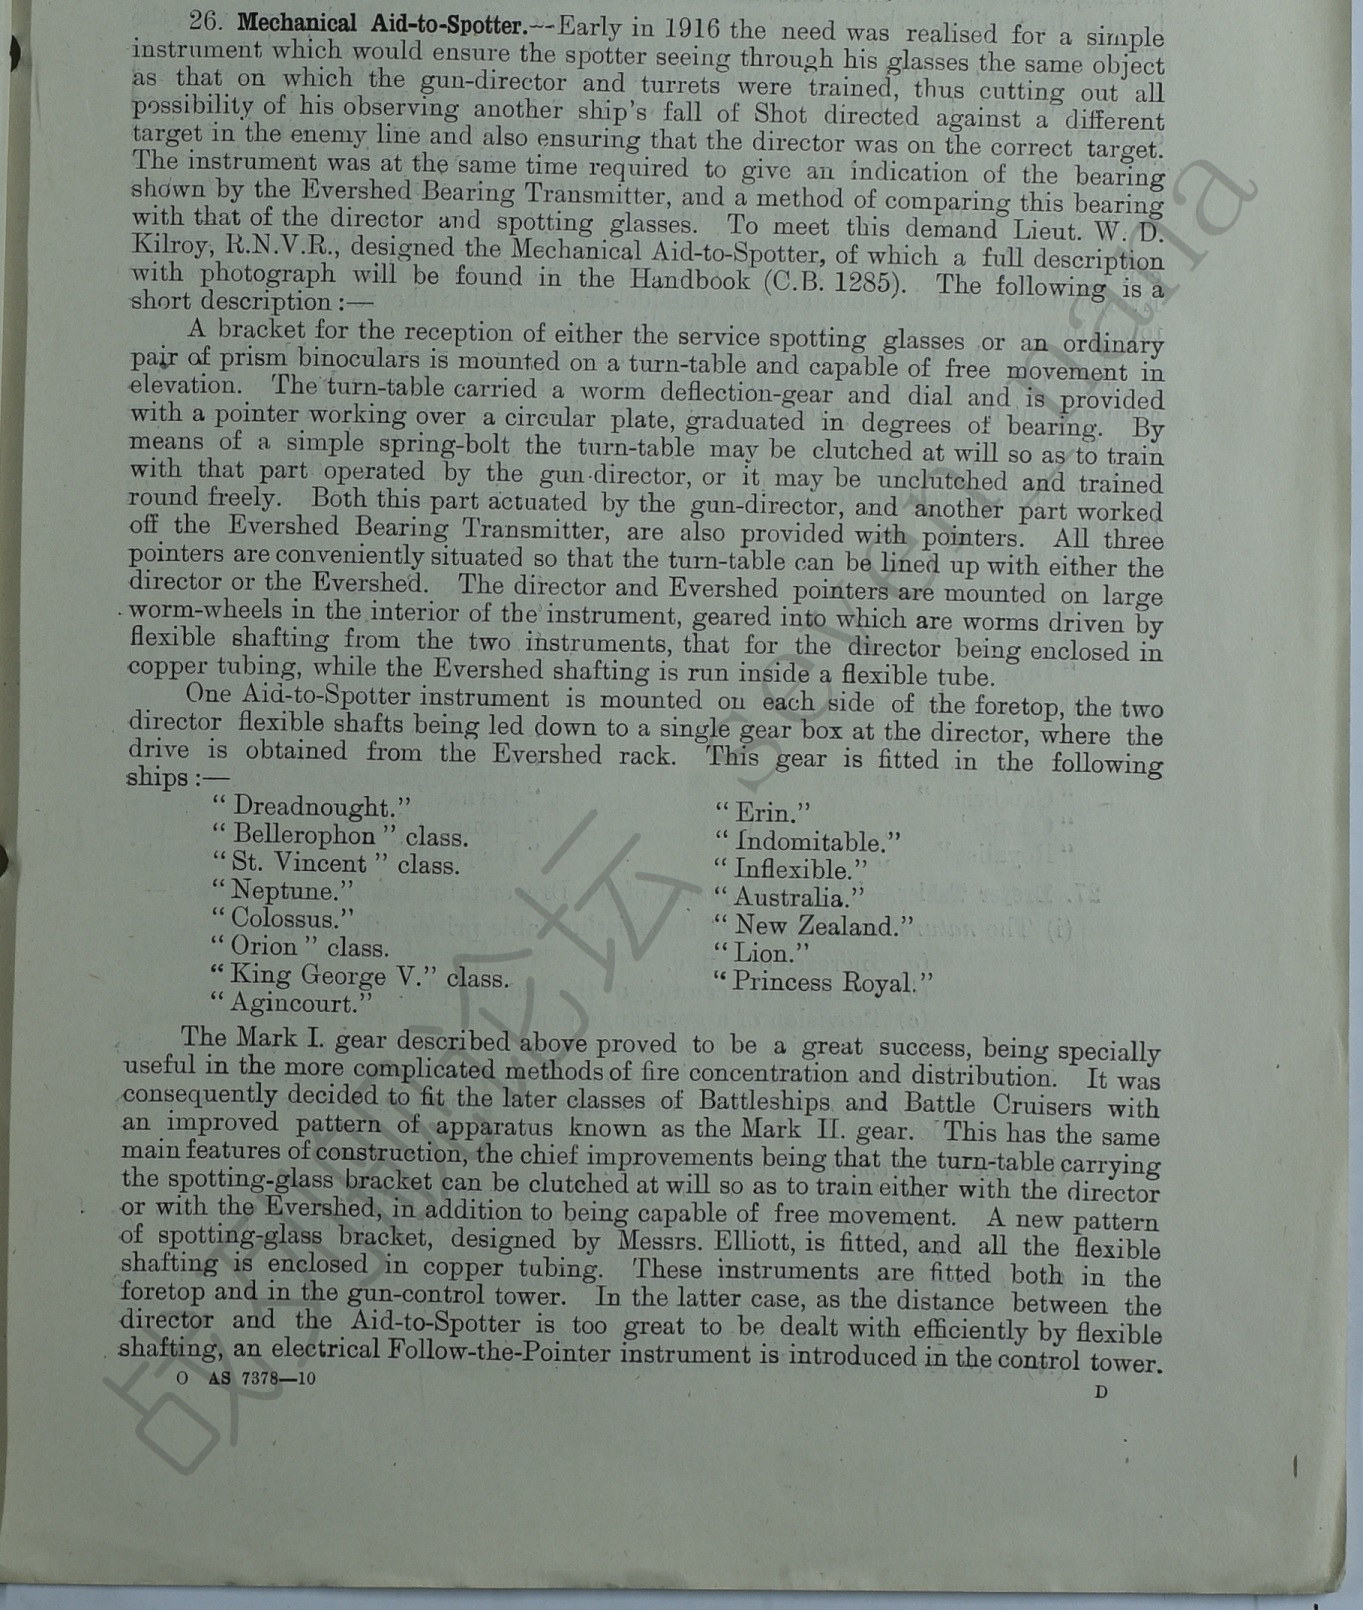 26. Mechanical Aid-to-Spotter.—Early in 1916 the need was realised for a simple
instrument which would ensure the spotter seeing through his glasses the same object
as that on which the gun-director and turrets were trained, thus cutting out all
possibility of his observing another ship's fall of Shot directed against a different
target in the enemy line and also ensuring that the director was on the correct target.
The instrument was at the same time required to give an indication of the bearing
shown by the Evershed Bearing Transmitter, and a method of comparing this bearing
with that of the director and spotting glasses. To meet this demand Lieut. W. D.
Kilroy, R.N.V.R., designed the Mechanical Aid-to-Spotter, of which a full description
with photograph will be found in the Handbook (C.B. 1285). The following is a
short description :—
A bracket for the reception of either the service spotting glasses or an ordinary
pair of prism binoculars is mounted on a turn-table and capable of free movement in
elevation. The turn-table carried a worm deflection-gear and dial and is provided
with a pointer working over a circular plate, graduated in degrees of bearing. By
means of a simple spring-bolt the turn-table may be clutched at will so as to train
with that part operated by the gun-director, or it may be unclutched and trained
round freely. Both this part actuated by the gun-director, and another part worked
off the Evershed Bearing Transmitter, are also provided with pointers. All three
pointers are conveniently situated so that the turn-table can be lined up with either the
director or the Evershed. The director and Evershed pointers are mounted on large
worm-wheels in the interior of the instrument, geared into which are worms driven by
flexible shafting from the two instruments, that for the director being enclosed in
copper tubing, while the Evershed shafting is run inside a flexible tube.
One Aid-to-Spotter instrument is mounted on each side of the foretop, the two
director flexible shafts being led down to a single gear box at the director, where the
drive is obtained from the Evershed rack. This gear is fitted in the following
ships :—
"Dreadnought."
"Bellerophon" class.
"St. Vincent" class.
"Neptune."
"Colossus."
"Orion" class.
"King George V." class.
"Agincourt."
"Erin."
"Indomitable."
"Inflexible."
"Australia."
"New Zealand."
"Lion."
"Princess Royal."
The Mark I. gear described above proved to be a great success, being specially
useful in the more complicated methods of fire concentration and distribution. It was
consequently decided to fit the later classes of Battleships and Battle Cruisers with
an improved pattern of apparatus known as the Mark II. gear. This has the same
main features of construction, the chief improvements being that the turn-table carrying
the spotting-glass bracket can be clutched at will so as to train either with the director
or with the Evershed, in addition to being capable of free movement. A new pattern
of spotting-glass bracket, designed by Messrs. Elliott, is fitted, and all the flexible
shafting is enclosed in copper tubing. These instruments are fitted both in the
foretop and in the gun-control tower. In the latter case, as the distance between the
director and the Aid-to-Spotter is too great to be dealt with efficiently by flexible
shafting, an electrical Follow-the-Pointer instrument is introduced in the control tower.
O AS 7378—10
D
战列舰论坛 seven_nana